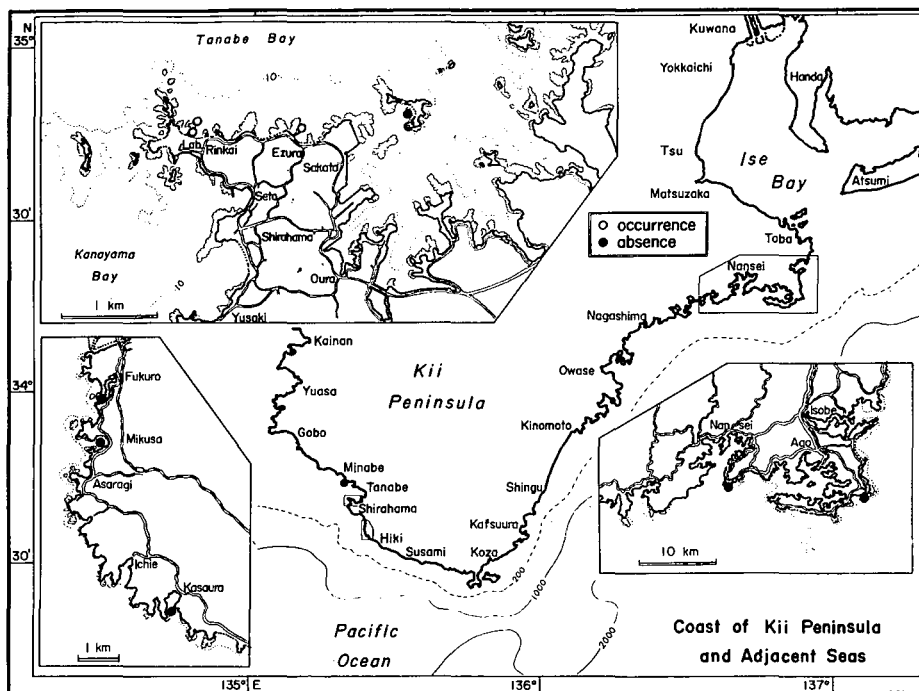 N
35°
30'
34°
30'
Tanabe Bay
10
Lab.
Rinkai
Ezura
Sakata
Seto
Shirahama
Kanayama
Bay
10
Oura
1 km
Yusaki
Kuwana
Yokkaichi
Handa
Tsu
Ise
Bay
Matsuzaka
Atsumi
Toba
○ occurrence
● absence
Nansei
Nagashima
Owase
Kinomoto
Shingu
Katsuura
Koza
Kainan
Yuasa
Gobo
Minabe
Tanabe
Shirahama
Hiki
Susami
Kii
Peninsula
200
1000
2000
Fukuro
Mikusa
Asaragi
Ichie
Kasaura
1 km
Nansei
Isobe
Ago
10 km
Pacific
Ocean
Coast of Kii Peninsula
and Adjacent Seas
135° E
136°
137°